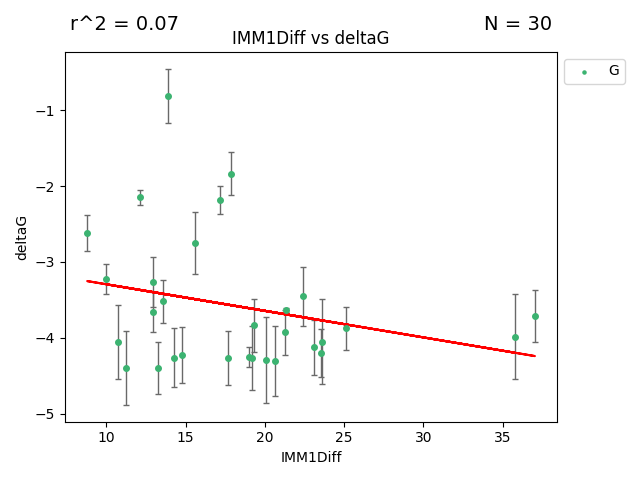 r^2 = 0.07
N = 30
IMM1Diff vs deltaG
G
−1
−2
−3
−4
−5
deltaG
10 15 20 25 30 35
IMM1Diff